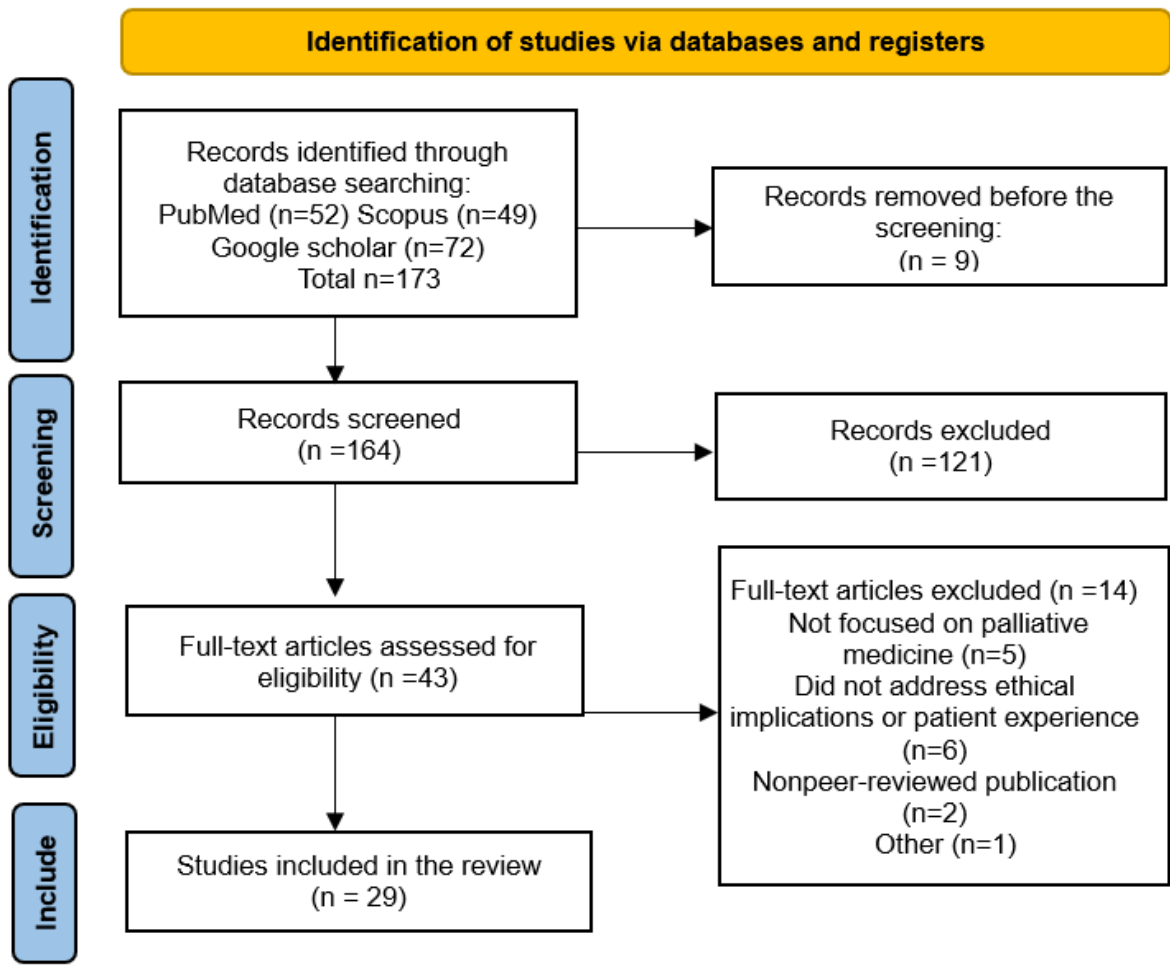 Identification of studies via databases and registers
Identification
Records identified through
database searching:
PubMed (n=52) Scopus (n=49)
Google scholar (n=72)
Total n=173
Records removed before the
screening:
(n = 9)
Screening
Records screened
(n =164)
Records excluded
(n =121)
Eligibility
Full-text articles assessed for
eligibility (n =43)
Full-text articles excluded (n =14)
Not focused on palliative
medicine (n=5)
Did not address ethical
implications or patient experience
(n=6)
Nonpeer-reviewed publication
(n=2)
Other (n=1)
Include
Studies included in the review
(n = 29)